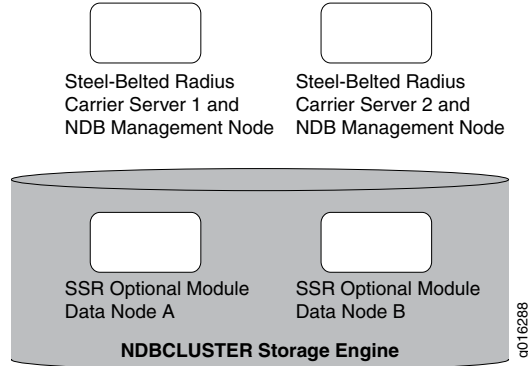 Steel-Belted Radius
Carrier Server 1 and
NDB Management Node
Steel-Belted Radius
Carrier Server 2 and
NDB Management Node
SSR Optional Module
Data Node A
SSR Optional Module
Data Node B
NDBCLUSTER Storage Engine
g016288